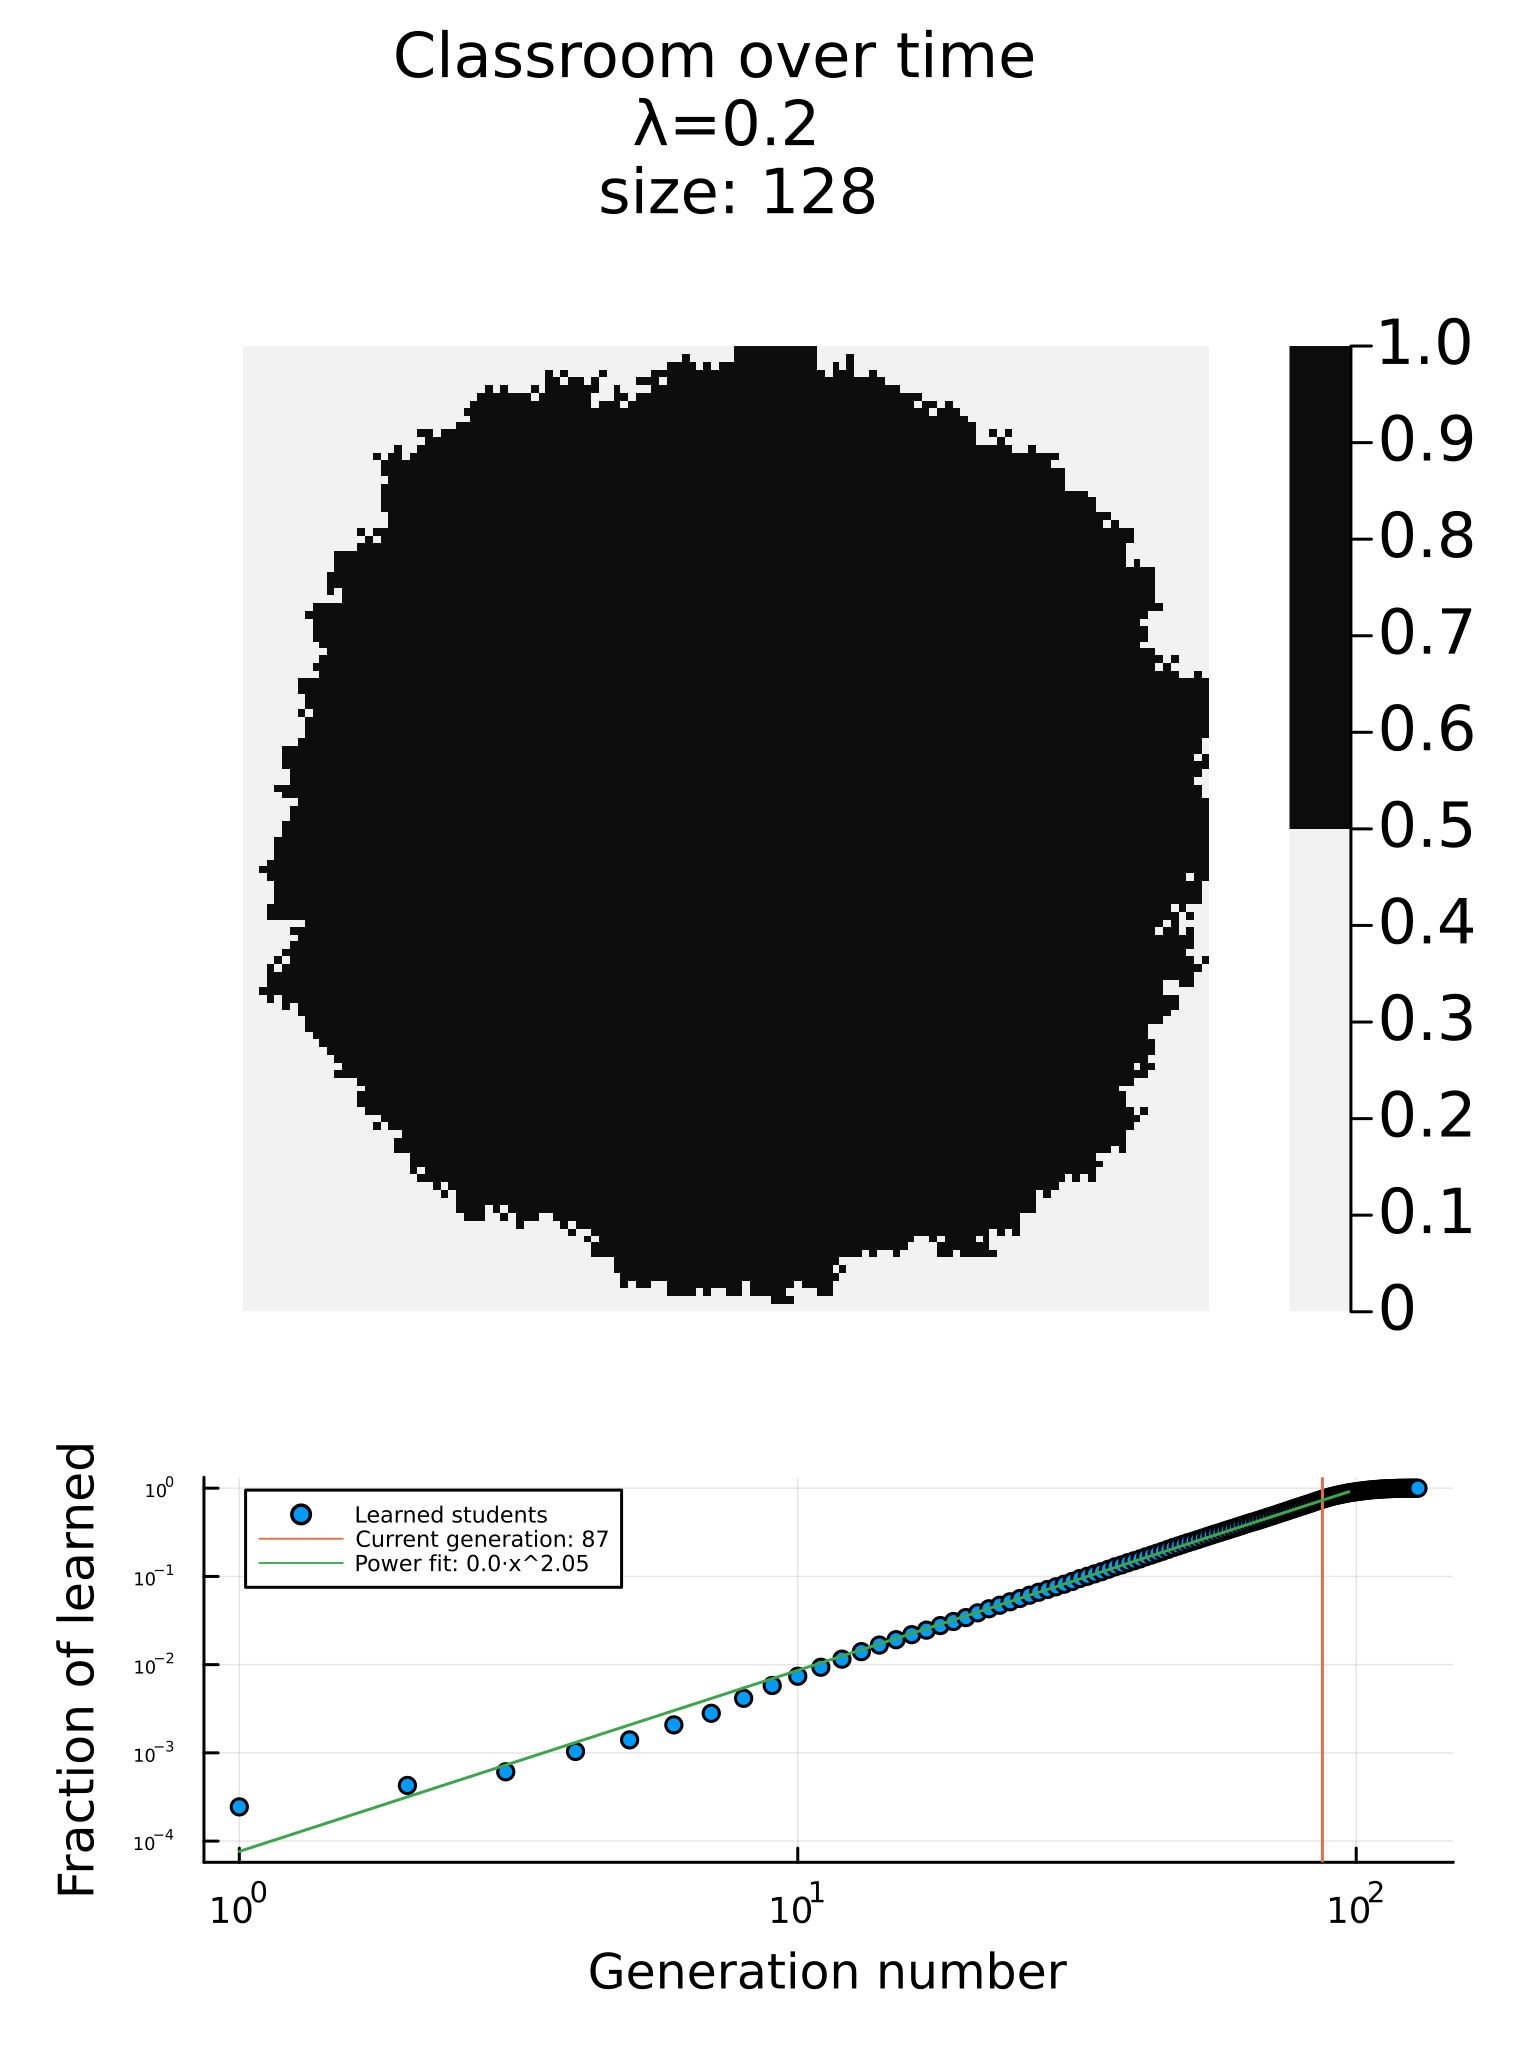 Classroom over time
λ=0.2
size: 128
1.0
0.9
0.8
0.7
0.6
0.5
0.4
0.3
0.2
0.1
0
Fraction of learned
10⁰
10⁻¹
10⁻²
10⁻³
10⁻⁴
Learned students
Current generation: 87
Power fit: 0.0·x^2.05
10⁰ 10¹ 10²
Generation number